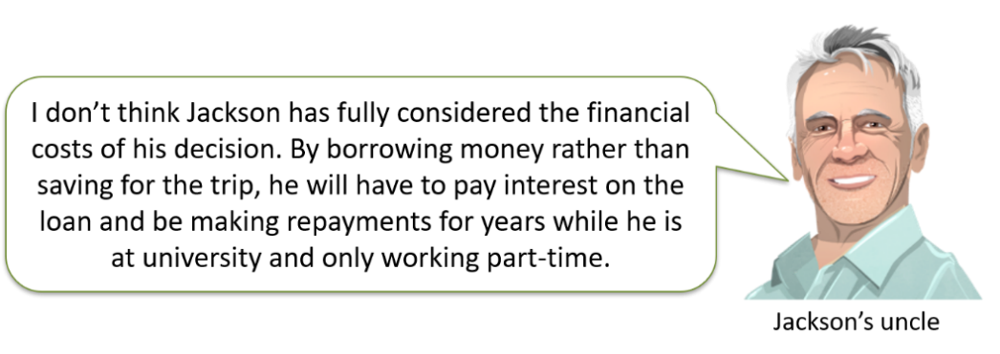 I don’t think Jackson has fully considered the financial
costs of his decision. By borrowing money rather than
saving for the trip, he will have to pay interest on the
loan and be making repayments for years while he is
at university and only working part-time.
Jackson’s uncle